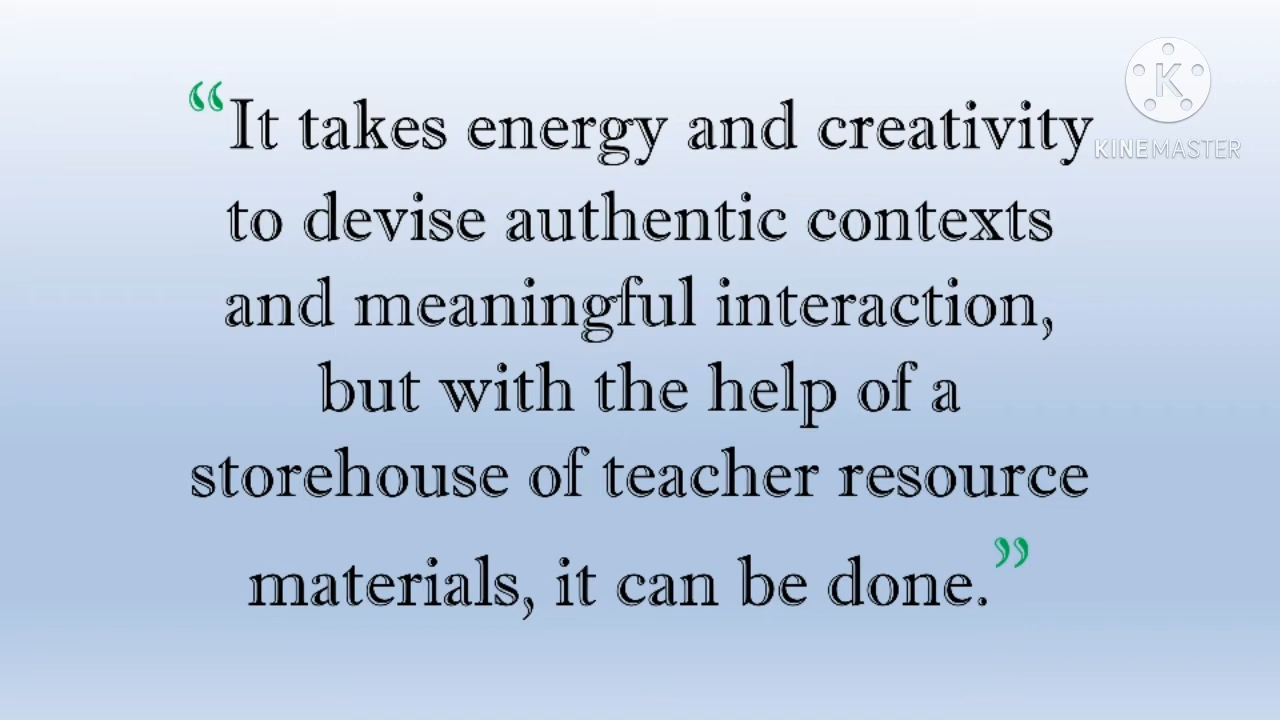 “It takes energy and creativity
to devise authentic contexts
and meaningful interaction,
but with the help of a
storehouse of teacher resource
materials, it can be done.”
K
KINEMASTER